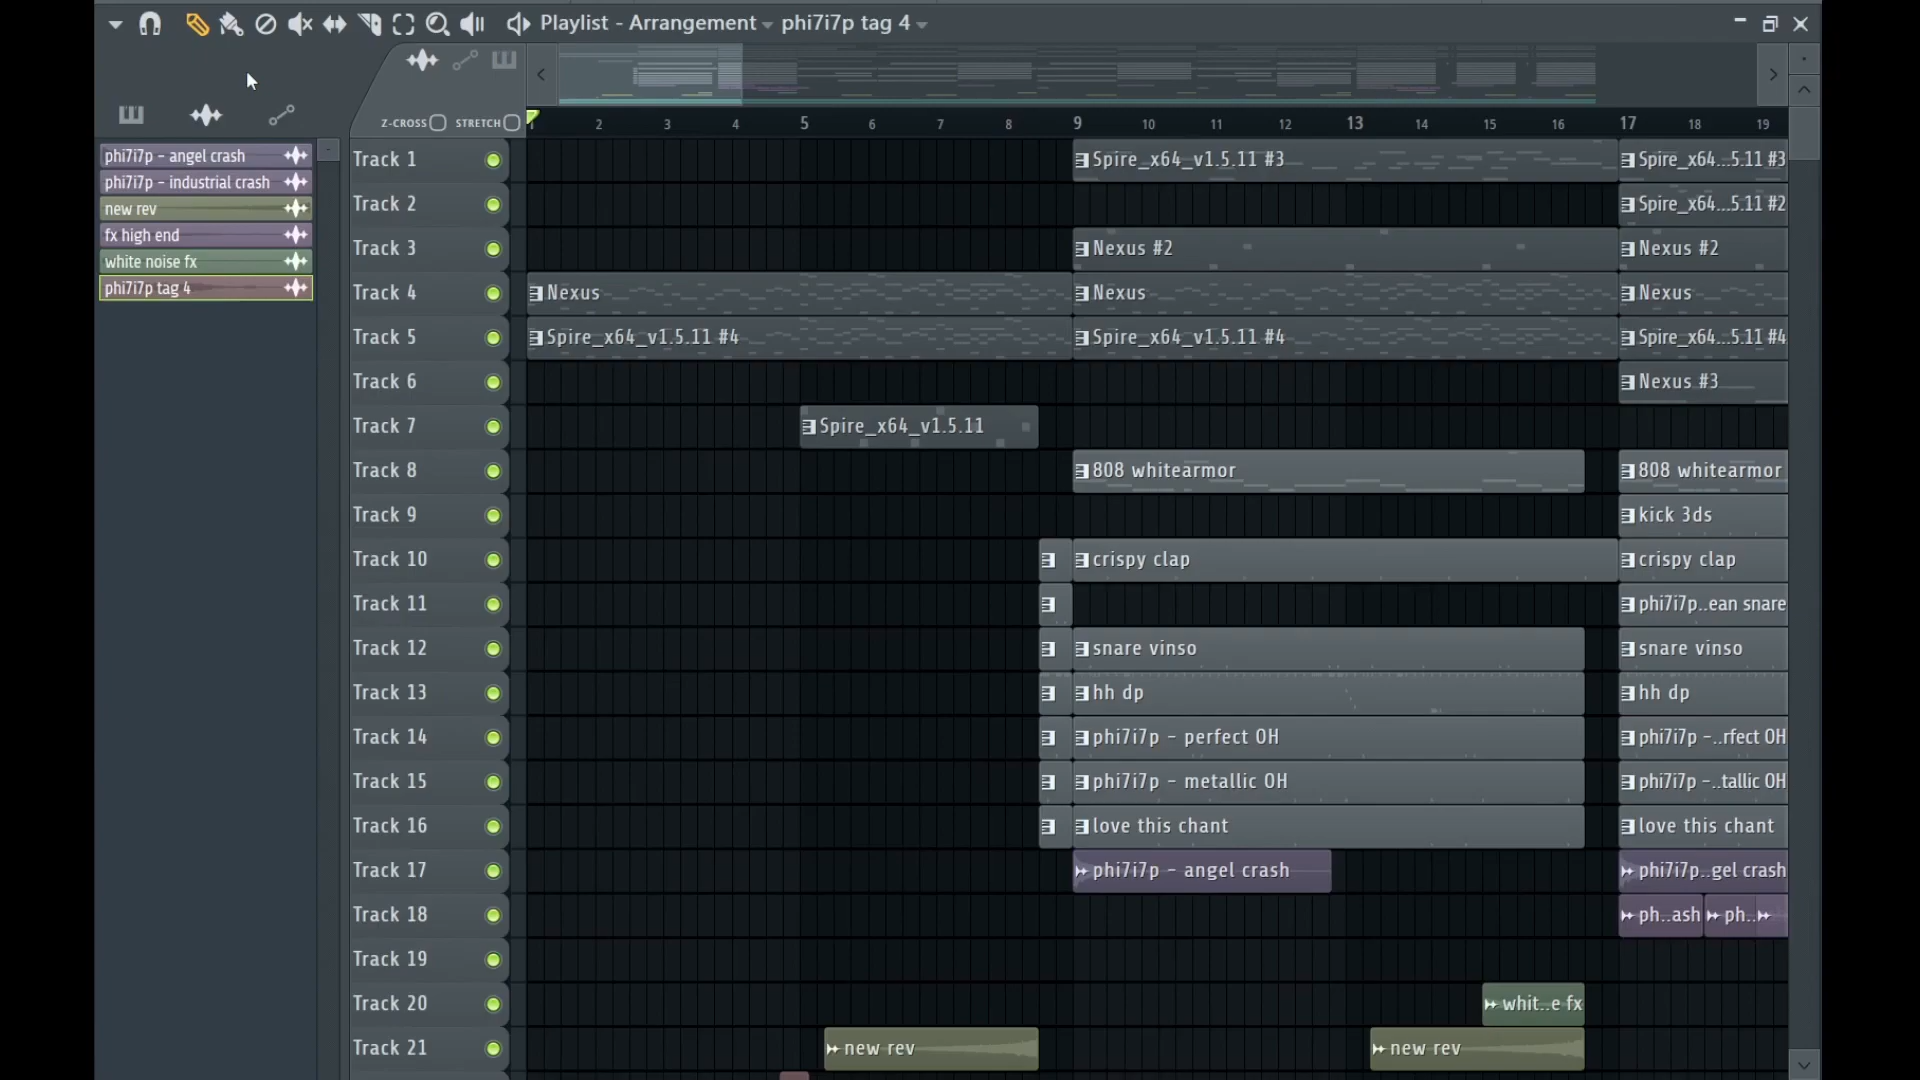 Playlist - Arrangement phi7i7p tag 4
Z-CROSS STRETCH
1 2 3 4 5 6 7 8 9 10 11 12 13 14 15 16 17 18 19
phi7i7p - angel crash
phi7i7p - industrial crash
new rev
fx high end
white noise fx
phi7i7p tag 4
Track 1 Spire_x64_v1.5.11 #3 Spire_x64...5.11 #3
Track 2 Spire_x64...5.11 #2
Track 3 Nexus #2 Nexus #2
Track 4 Nexus Nexus Nexus
Track 5 Spire_x64_v1.5.11 #4 Spire_x64_v1.5.11 #4 Spire_x64...5.11 #4
Track 6 Nexus #3
Track 7 Spire_x64_v1.5.11
Track 8 808 whitearmor 808 whitearmor
Track 9 kick 3ds
Track 10 crispy clap crispy clap
Track 11 phi7i7p..ean snare
Track 12 snare vinso snare vinso
Track 13 hh dp hh dp
Track 14 phi7i7p - perfect OH phi7i7p -..rfect OH
Track 15 phi7i7p - metallic OH phi7i7p -..tallic OH
Track 16 love this chant love this chant
Track 17 phi7i7p - angel crash phi7i7p..gel crash
Track 18 ph..ash ph..
Track 19
Track 20 whit..e fx
Track 21 new rev new rev